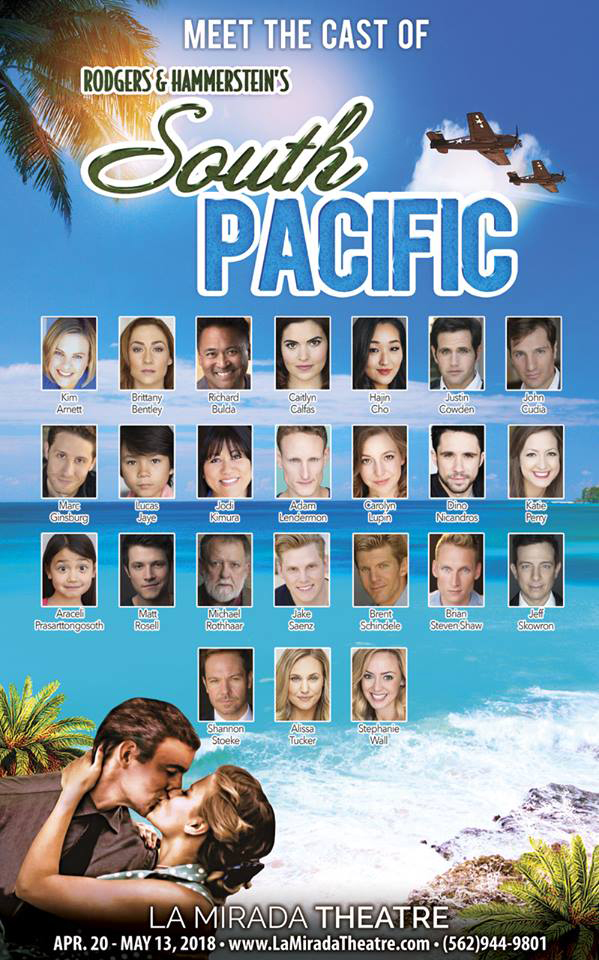 MEET THE CAST OF
RODGERS & HAMMERSTEIN'S
South
PACIFIC
Kim
Arnett
Brittany
Bentley
Richard
Bulda
Caitlyn
Calfas
Hajin
Cho
Justin
Cowden
John
Cudia
Marc
Ginsburg
Lucas
Jaye
Jodi
Kimura
Adam
Lendermon
Carolyn
Lupin
Dino
Nicandros
Katie
Perry
Araceli
Prasarttongosoth
Matt
Rosell
Michael
Rothhaar
Jake
Saenz
Brent
Schindele
Brian
Steven Shaw
Jeff
Skowron
Shannon
Stoeke
Alissa
Tucker
Stephanie
Wall
LA MIRADA THEATRE
APR. 20 - MAY 13, 2018 • www.LaMiradaTheatre.com • (562)944-9801